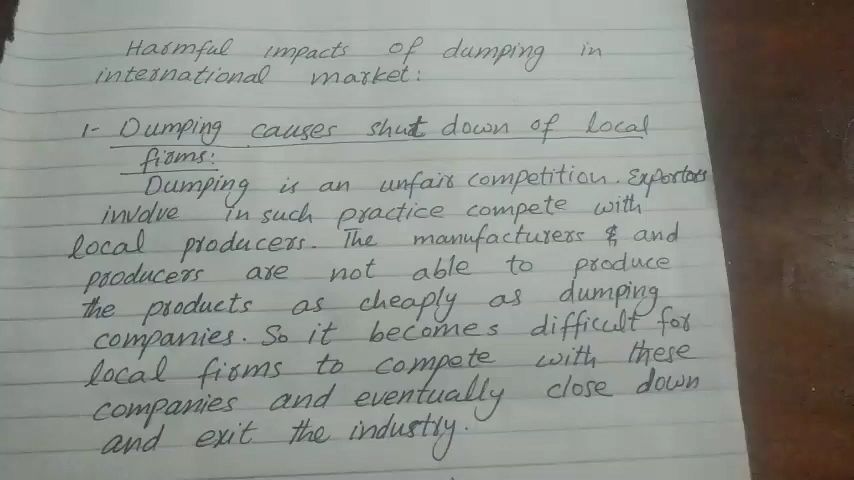 Harmful impacts of dumping in
international market:
1- Dumping causes shut down of local
firms:
Dumping is an unfair competition. Exporters
involve in such practice compete with
local producers. The manufacturers & and
producers are not able to produce
the products as cheaply as dumping
companies. So it becomes difficult for
local firms to compete with these
companies and eventually close down
and exit the industry.